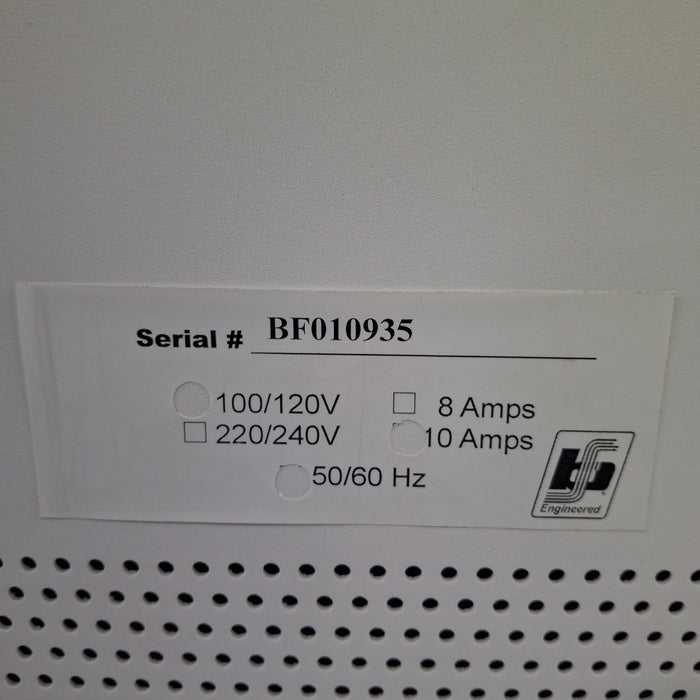 Serial # BF010935
100/120V 8 Amps
220/240V 10 Amps
50/60 Hz
Engineered